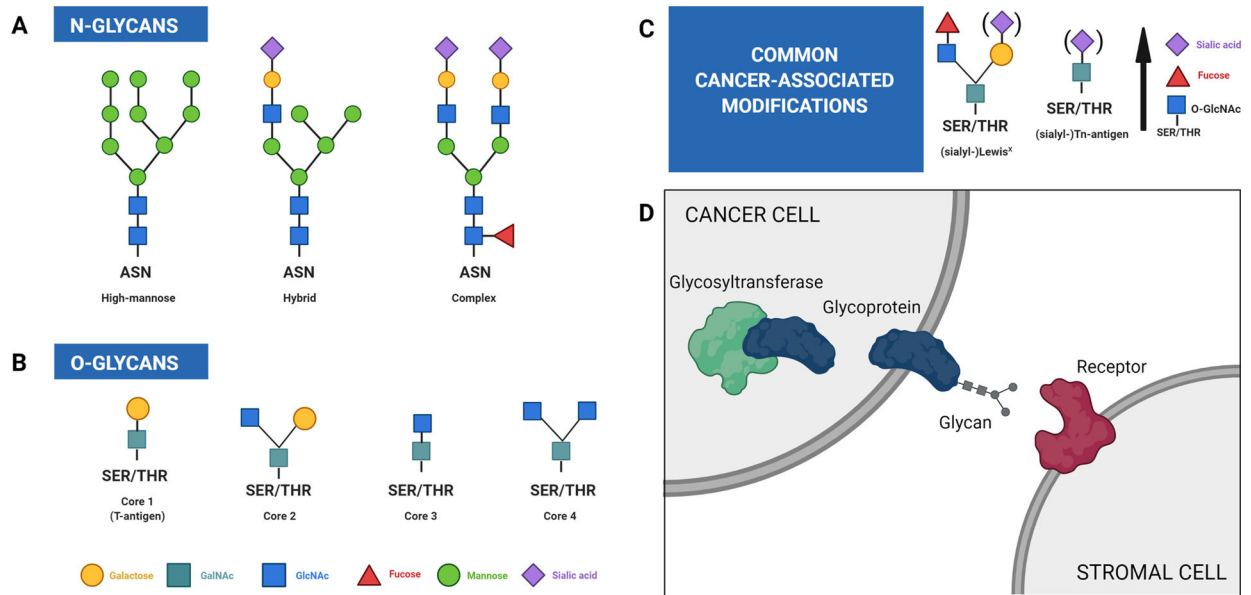 A
N-GLYCANS
ASN
High-mannose
ASN
Hybrid
ASN
Complex
B
O-GLYCANS
SER/THR
Core 1
(T-antigen)
SER/THR
Core 2
SER/THR
Core 3
SER/THR
Core 4
Galactose
GalNAc
GlcNAc
Fucose
Mannose
Sialic acid
C
COMMON
CANCER-ASSOCIATED
MODIFICATIONS
( )
SER/THR
(sialyl-)Lewisˣ
( )
SER/THR
(sialyl-)Tn-antigen
Sialic acid
Fucose
O-GlcNAc
SER/THR
D
CANCER CELL
Glycosyltransferase
Glycoprotein
Glycan
Receptor
STROMAL CELL